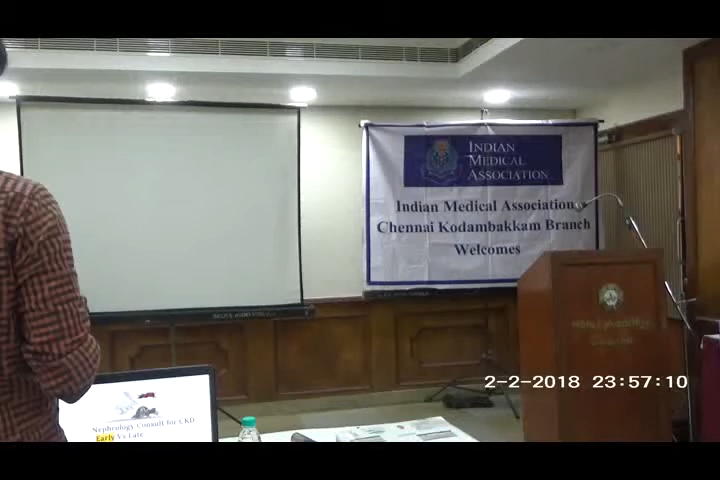 INDIAN
MEDICAL
ASSOCIATION
Indian Medical Association
Chennai Kodambakkam Branch
Welcomes
2-2-2018 23:57:10
Nephrology Consult for CKD
Early Vs Late